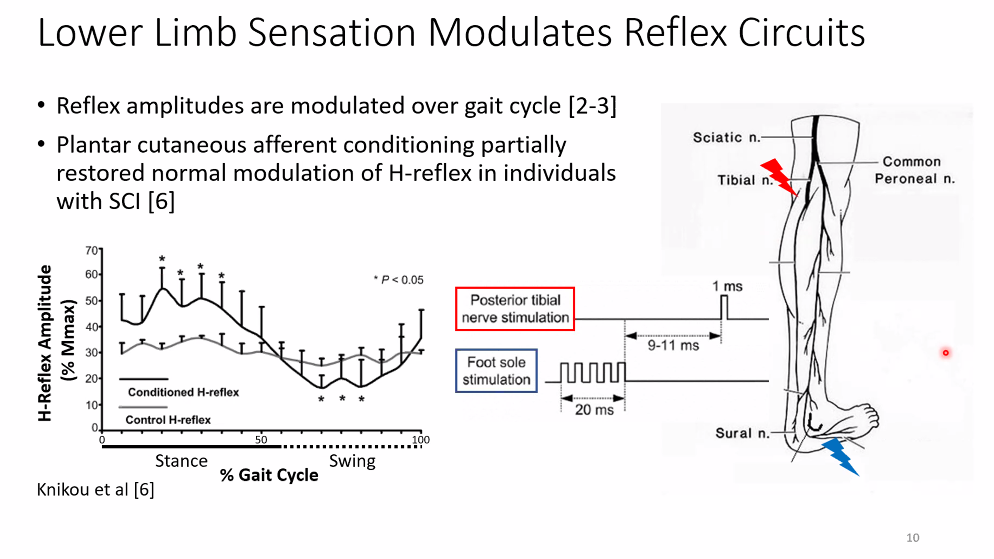 Lower Limb Sensation Modulates Reflex Circuits
• Reflex amplitudes are modulated over gait cycle [2-3]
• Plantar cutaneous afferent conditioning partially
restored normal modulation of H-reflex in individuals
with SCI [6]
H-Reflex Amplitude
(% Mmax)
70
60
50
40
30
20
10
0
* * * *
* P < 0.05
* * *
Conditioned H-reflex
Control H-reflex
0 50 100
Stance Swing
% Gait Cycle
Knikou et al [6]
Posterior tibial
nerve stimulation
1 ms
9-11 ms
Foot sole
stimulation
20 ms
Sciatic n.
Common
Peroneal n.
Tibial n.
Sural n.
10